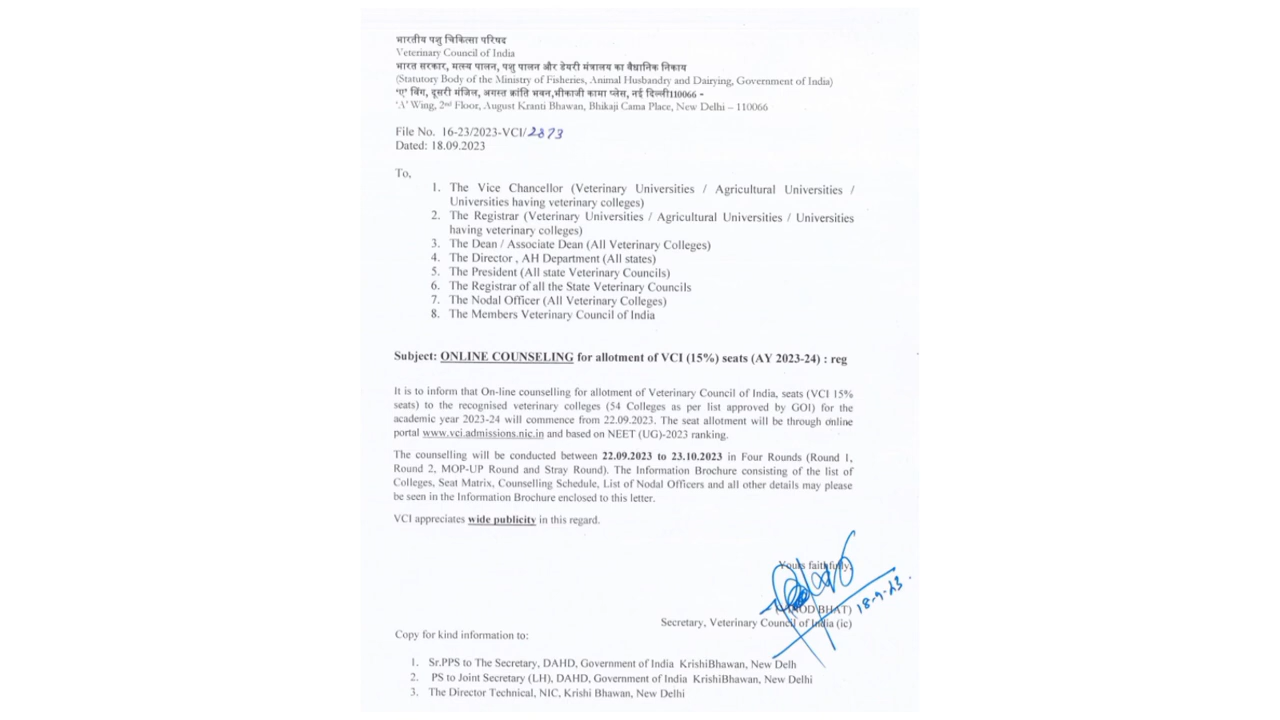 भारतीय पशु चिकित्सा परिषद
Veterinary Council of India
भारत सरकार, मत्स्य पालन, पशु पालन और डेयरी मंत्रालय का वैधानिक निकाय
(Statutory Body of the Ministry of Fisheries, Animal Husbandry and Dairying, Government of India)
'ए' विंग, दूसरी मंजिल, अगस्त क्रांति भवन,भीकाजी कामा प्लेस, नई दिल्ली110066 -
'A' Wing, 2nd Floor, August Kranti Bhawan, Bhikaji Cama Place, New Delhi – 110066
File No. 16-23/2023-VCI/2873
Dated: 18.09.2023
To,
1. The Vice Chancellor (Veterinary Universities / Agricultural Universities /
Universities having veterinary colleges)
2. The Registrar (Veterinary Universities / Agricultural Universities / Universities
having veterinary colleges)
3. The Dean / Associate Dean (All Veterinary Colleges)
4. The Director , AH Department (All states)
5. The President (All state Veterinary Councils)
6. The Registrar of all the State Veterinary Councils
7. The Nodal Officer (All Veterinary Colleges)
8. The Members Veterinary Council of India
Subject: ONLINE COUNSELING for allotment of VCI (15%) seats (AY 2023-24) : reg
It is to inform that On-line counselling for allotment of Veterinary Council of India, seats (VCI 15%
seats) to the recognised veterinary colleges (54 Colleges as per list approved by GOI) for the
academic year 2023-24 will commence from 22.09.2023. The seat allotment will be through online
portal www.vci.admissions.nic.in and based on NEET (UG)-2023 ranking.
The counselling will be conducted between 22.09.2023 to 23.10.2023 in Four Rounds (Round 1,
Round 2, MOP-UP Round and Stray Round). The Information Brochure consisting of the list of
Colleges, Seat Matrix, Counselling Schedule, List of Nodal Officers and all other details may please
be seen in the Information Brochure enclosed to this letter.
VCI appreciates wide publicity in this regard.
Yours faithfully,
BHAT)
18-9-23
Secretary, Veterinary Council of India (ic)
Copy for kind information to:
1. Sr.PPS to The Secretary, DAHD, Government of India KrishiBhawan, New Delh
2. PS to Joint Secretary (LH), DAHD, Government of India KrishiBhawan, New Delhi
3. The Director Technical, NIC, Krishi Bhawan, New Delhi